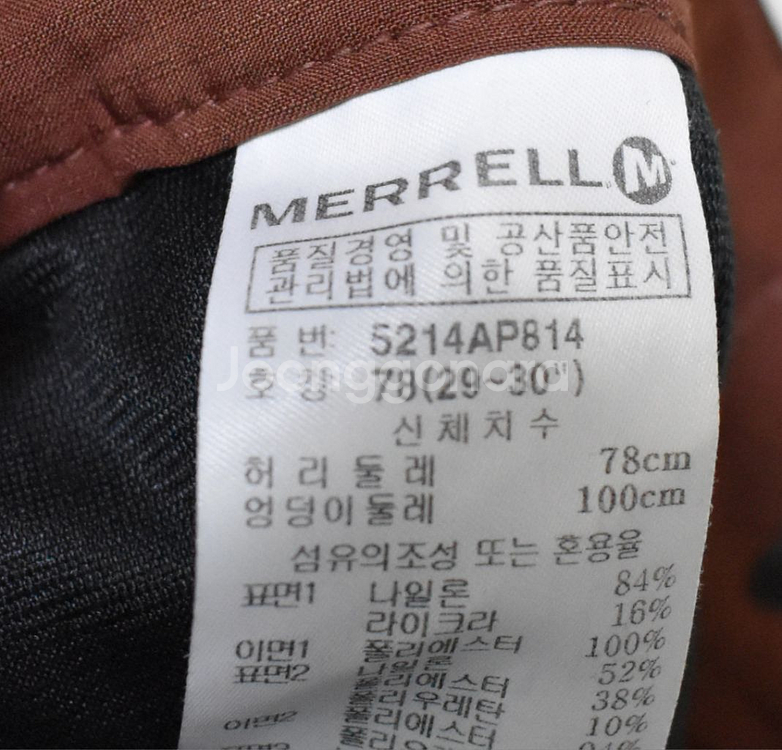 MERRELL M
품질경영 및 공산품안전
관리법에 의한 품질표시
품 번: 5214AP814
호 칭: 78(29~30")
Joonggonara
신체치수
허리둘레 78cm
엉덩이둘레 100cm
섬유의조성 또는 혼용율
표면1 나일론 84%
라이크라 16%
이면1 폴리에스터 100%
표면2 나일론 52%
폴리에스터 38%
폴리우레탄 10%
이면2 폴리에스터